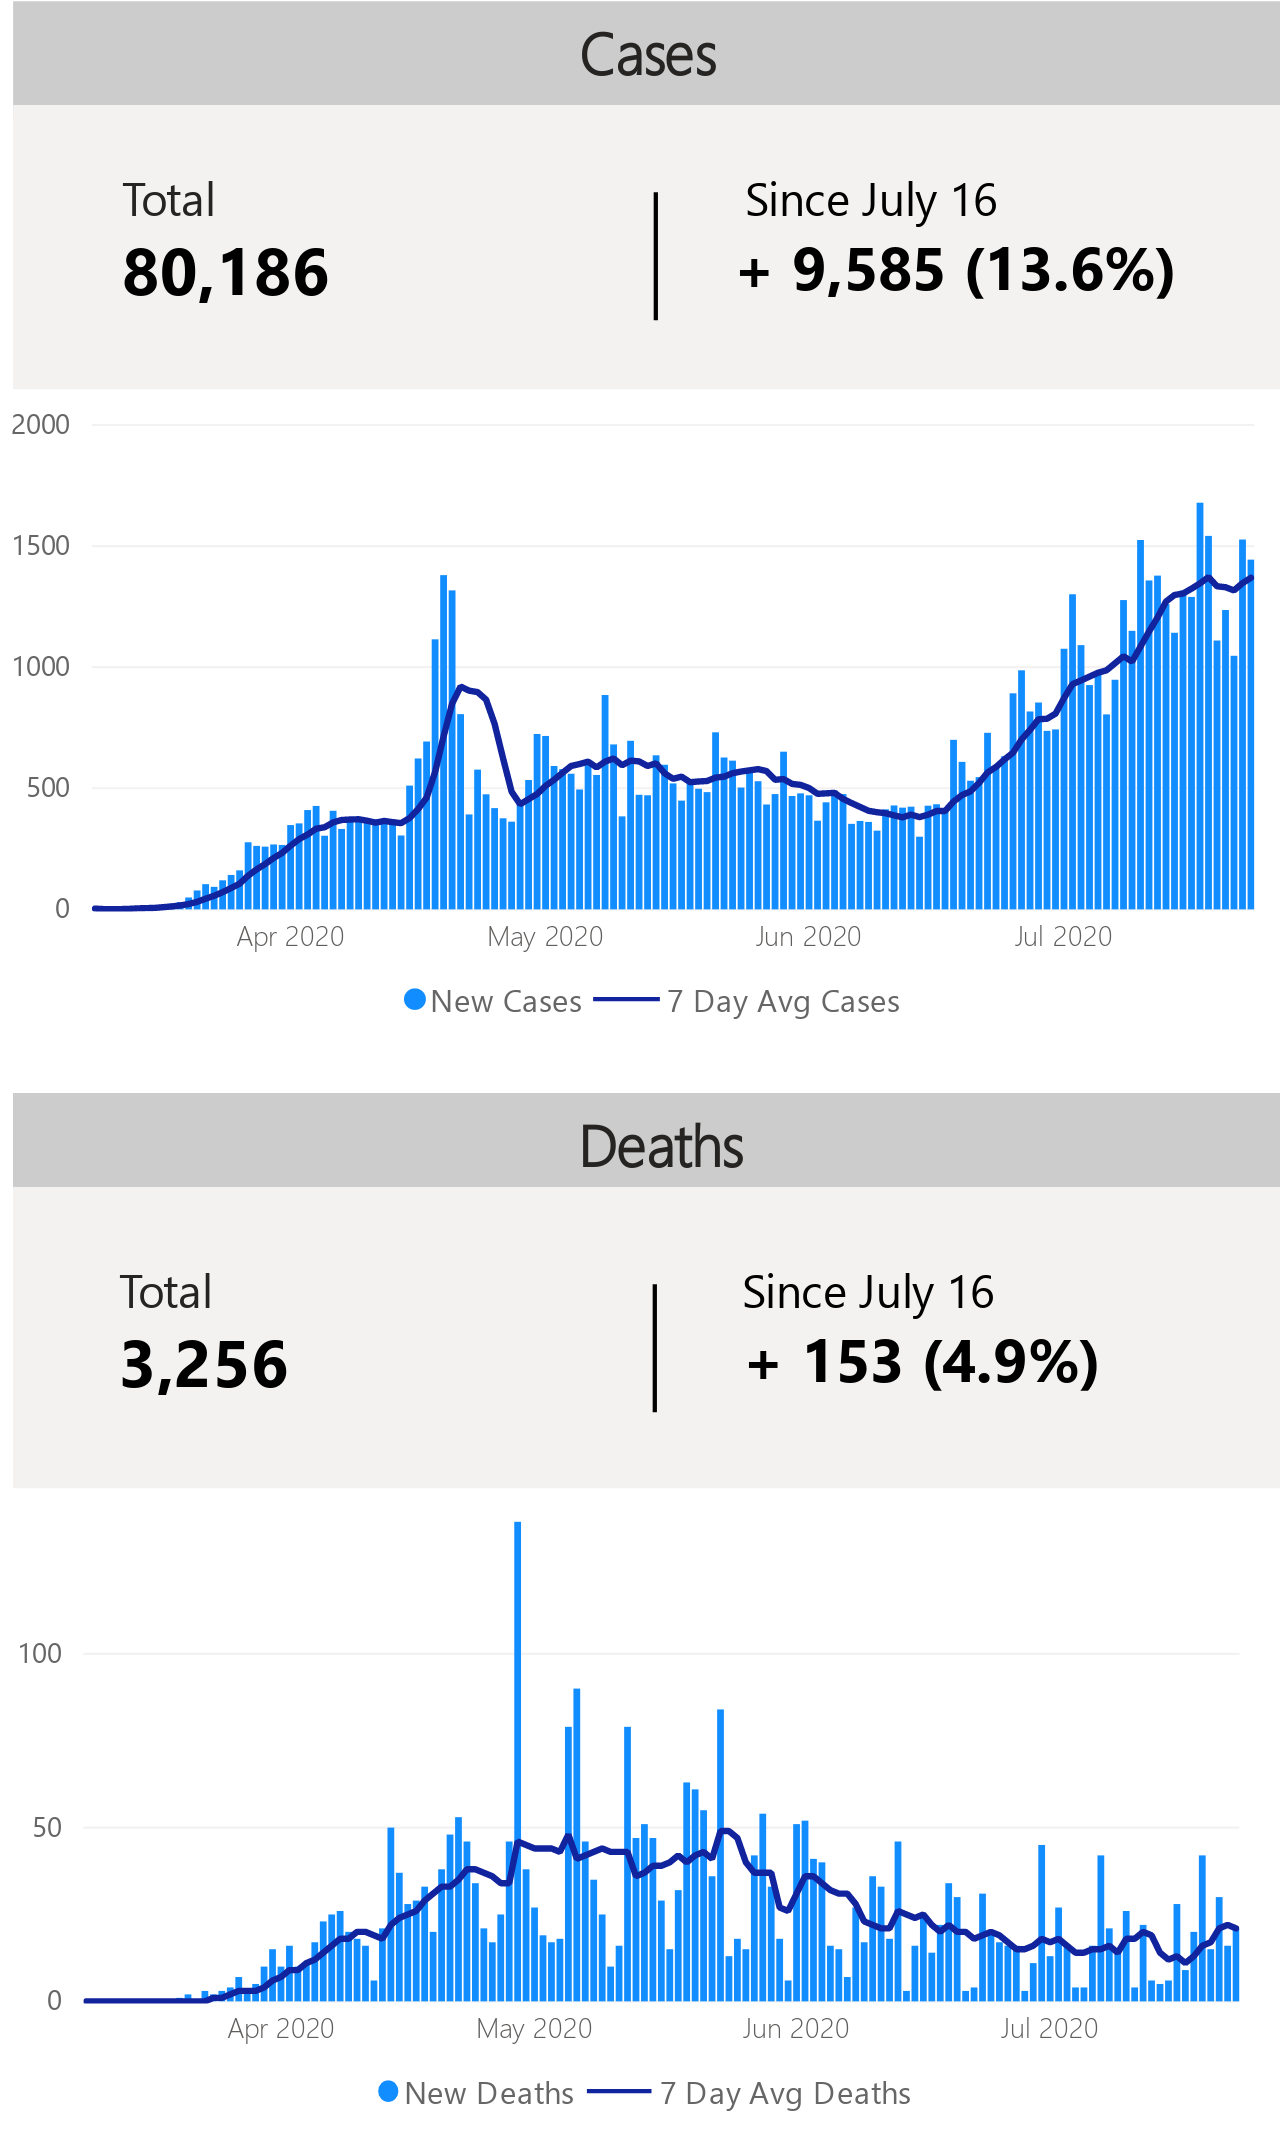 Cases
Total
Since July 16
80,186
+ 9,585 (13.6%)
2000
1500
1000
500
0
Apr 2020 May 2020 Jun 2020 Jul 2020
New Cases 7 Day Avg Cases
Deaths
Total
Since July 16
3,256
+ 153 (4.9%)
100
50
0
Apr 2020 May 2020 Jun 2020 Jul 2020
New Deaths 7 Day Avg Deaths